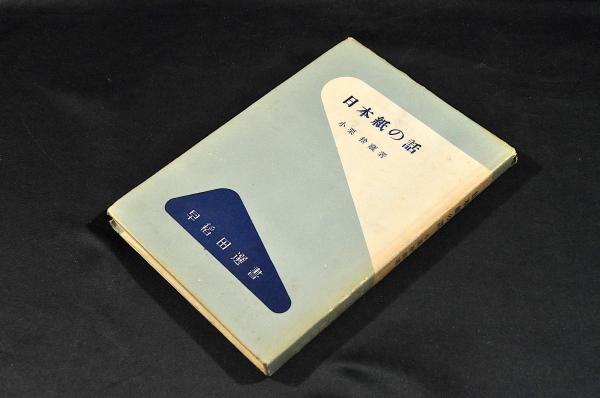 日本紙の話
小栗捨蔵著
早稲田選書